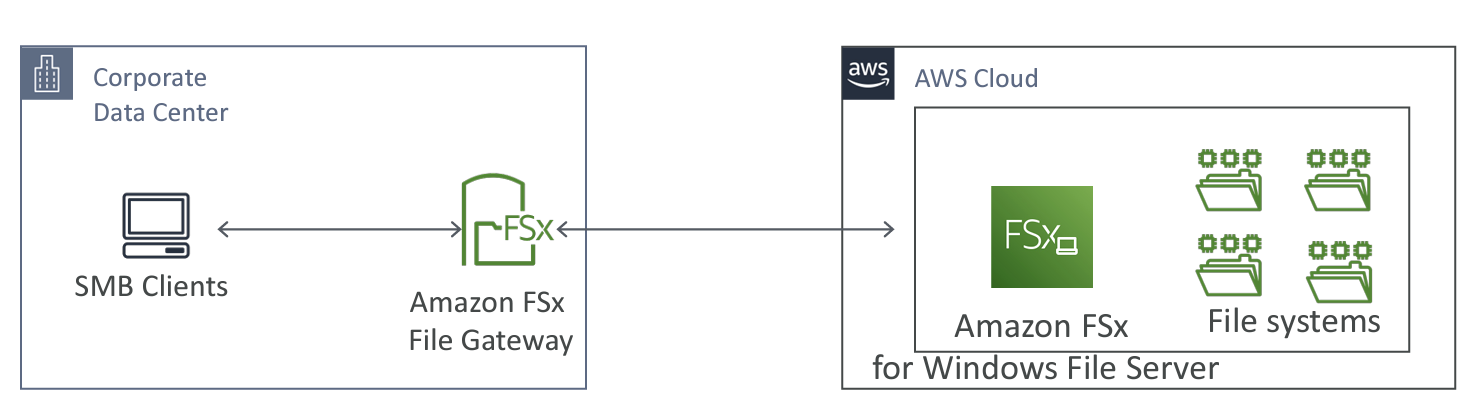 Corporate
Data Center
SMB Clients
FSx
Amazon FSx
File Gateway
aws
AWS Cloud
FSx
Amazon FSx
for Windows File Server
File systems